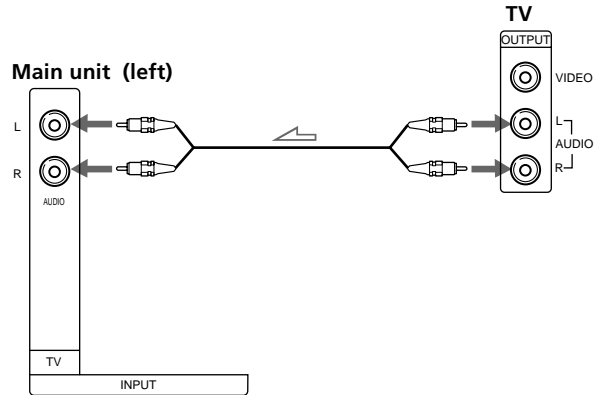 TV
OUTPUT
VIDEO
L
AUDIO
R
Main unit (left)
L
R
AUDIO
TV
INPUT